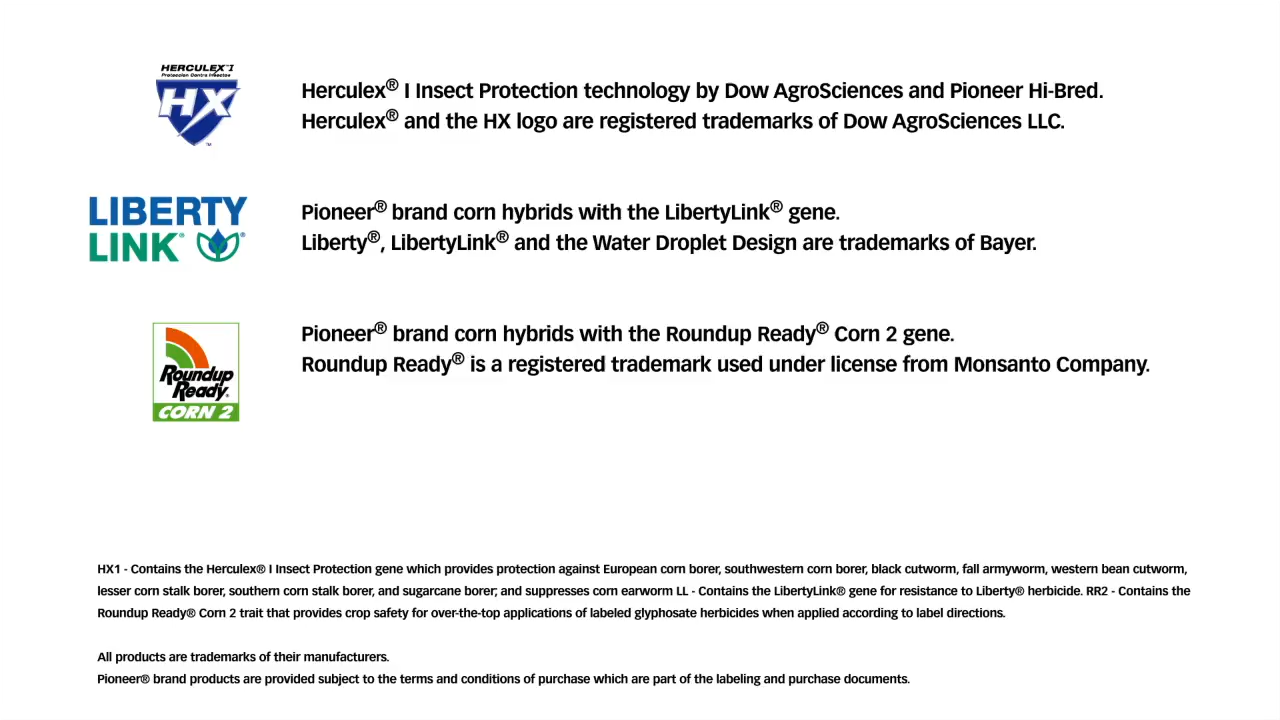 HERCULEX™ I
Protección Contra Insectos
HX
™
Herculex® I Insect Protection technology by Dow AgroSciences and Pioneer Hi-Bred.
Herculex® and the HX logo are registered trademarks of Dow AgroSciences LLC.
LIBERTY
LINK® ®
Pioneer® brand corn hybrids with the LibertyLink® gene.
Liberty®, LibertyLink® and the Water Droplet Design are trademarks of Bayer.
Roundup
Ready®
CORN 2
Pioneer® brand corn hybrids with the Roundup Ready® Corn 2 gene.
Roundup Ready® is a registered trademark used under license from Monsanto Company.
HX1 - Contains the Herculex® I Insect Protection gene which provides protection against European corn borer, southwestern corn borer, black cutworm, fall armyworm, western bean cutworm,
lesser corn stalk borer, southern corn stalk borer, and sugarcane borer; and suppresses corn earworm LL - Contains the LibertyLink® gene for resistance to Liberty® herbicide. RR2 - Contains the
Roundup Ready® Corn 2 trait that provides crop safety for over-the-top applications of labeled glyphosate herbicides when applied according to label directions.
All products are trademarks of their manufacturers.
Pioneer® brand products are provided subject to the terms and conditions of purchase which are part of the labeling and purchase documents.